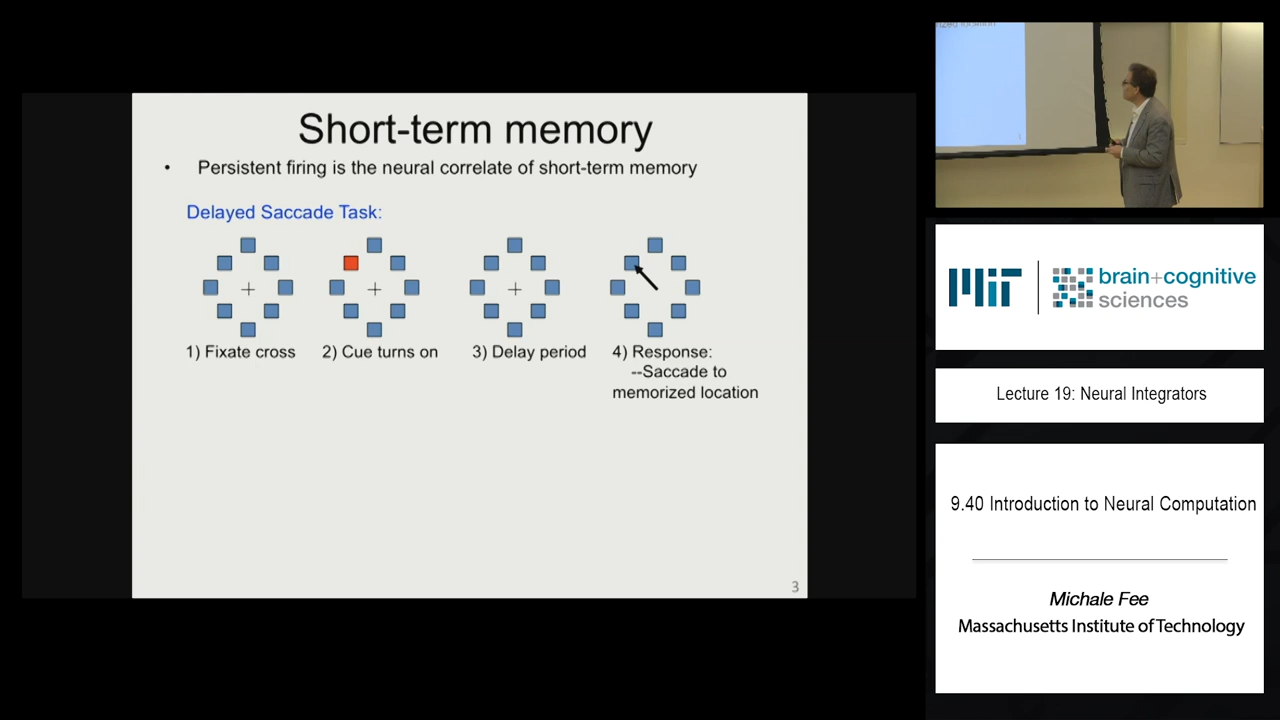 Short-term memory
• Persistent firing is the neural correlate of short-term memory
Delayed Saccade Task:
1) Fixate cross
2) Cue turns on
3) Delay period
4) Response:
--Saccade to
memorized location
3
MIT
brain+cognitive
sciences
Lecture 19: Neural Integrators
9.40 Introduction to Neural Computation
Michale Fee
Massachusetts Institute of Technology